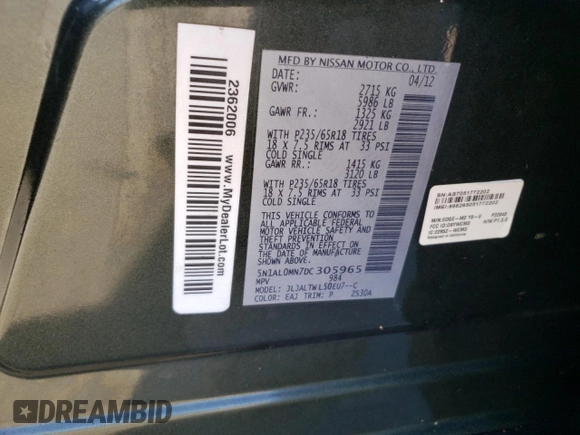 MFD BY NISSAN MOTOR CO., LTD.
DATE: 04/12
GVWR: 2715 KG
5986 LB
GAWR FR.: 1325 KG
2921 LB
WITH P235/65R18 TIRES
18 X 7.5 RIMS AT 33 PSI
COLD SINGLE
GAWR RR.: 1415 KG
3120 LB
WITH P235/65R18 TIRES
18 X 7.5 RIMS AT 33 PSI
COLD SINGLE
THIS VEHICLE CONFORMS
TO ALL APPLICABLE FEDERAL
MOTOR VEHICLE SAFETY
STANDARDS IN EFFECT ON
THE DATE OF MANUFACTURE
SHOWN ABOVE.
5N1AL0MN7DC305965
MPV 984
MODEL: JLJALTWL50EU7--C
COLOR: EAJ TRIM: P 2530A
2362006
www.MyDealerLot.com
FCC ID:
DREAMBID